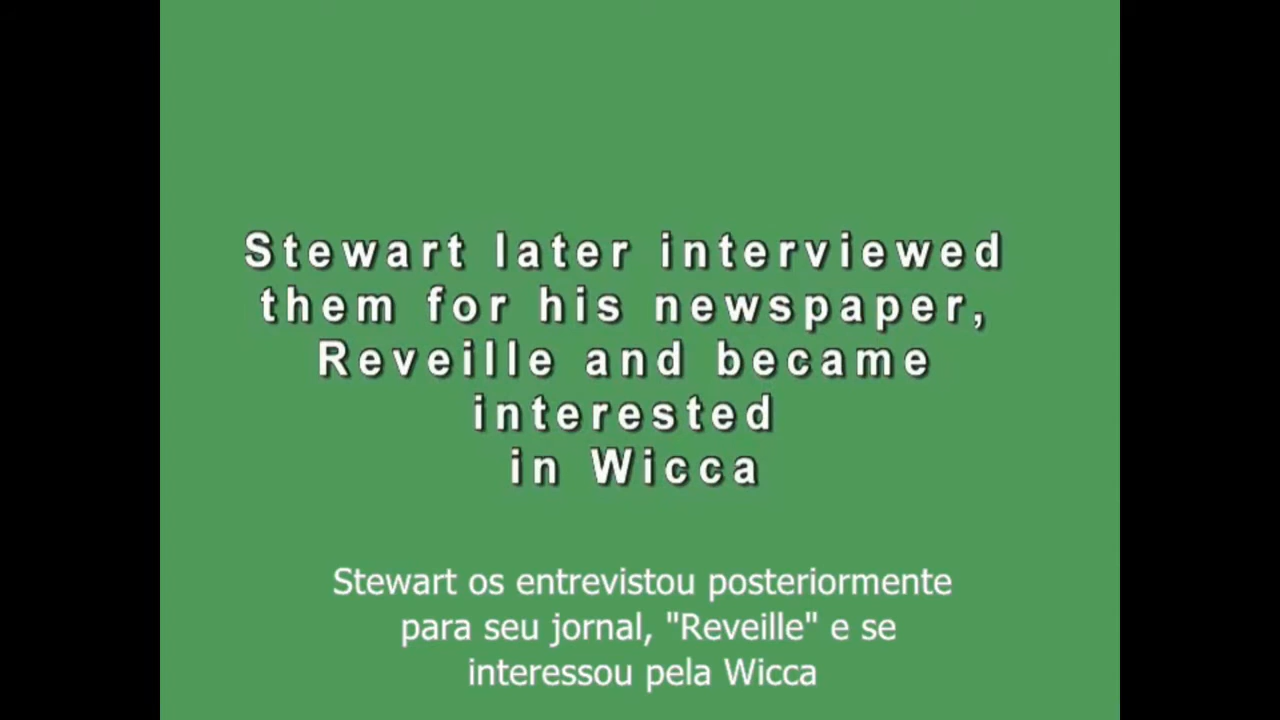 Stewart later interviewed
them for his newspaper,
Reveille and became
interested
in Wicca
Stewart os entrevistou posteriormente
para seu jornal, "Reveille" e se
interessou pela Wicca